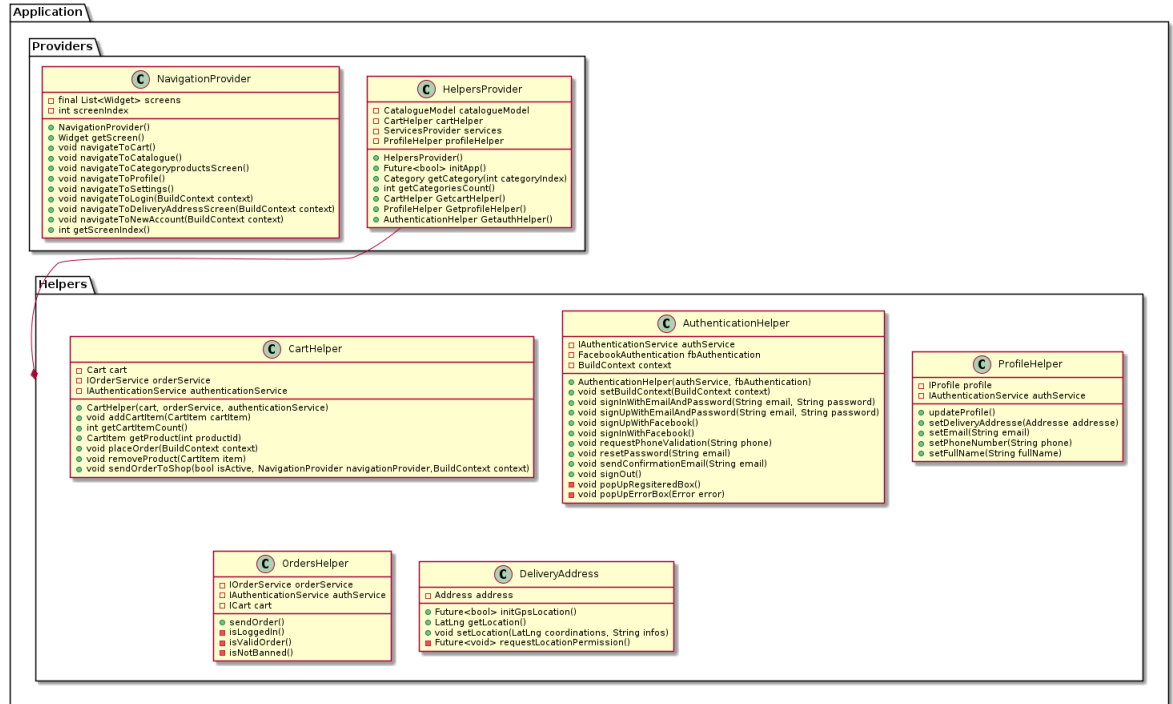 Application
Providers
C NavigationProvider
final List<Widget> screens
int screenIndex
NavigationProvider()
Widget getScreen()
void navigateToCart()
void navigateToCatalogue()
void navigateToCategoryproductsScreen()
void navigateToProfile()
void navigateToSettings()
void navigateToLogin(BuildContext context)
void navigateToDeliveryAddressScreen(BuildContext context)
void navigateToNewAccount(BuildContext context)
int getScreenIndex()
C HelpersProvider
CatalogueModel catalogueModel
CartHelper cartHelper
ServicesProvider services
ProfileHelper profileHelper
HelpersProvider()
Future<bool> initApp()
Category getCategory(int categoryIndex)
int getCategoriesCount()
CartHelper GetcartHelper()
ProfileHelper GetprofileHelper()
AuthenticationHelper GetauthHelper()
Helpers
C CartHelper
Cart cart
IOrderService orderService
IAuthenticationService authenticationService
CartHelper(cart, orderService, authenticationService)
void addCartItem(CartItem cartItem)
int getCartItemCount()
CartItem getProduct(int productId)
void placeOrder(BuildContext context)
void removeProduct(CartItem item)
void sendOrderToShop(bool isActive, NavigationProvider navigationProvider,BuildContext context)
C AuthenticationHelper
IAuthenticationService authService
FacebookAuthentication fbAuthentication
BuildContext context
AuthenticationHelper(authService, fbAuthentication)
void setBuildContext(BuildContext context)
void signInWithEmailAndPassword(String email, String password)
void signUpWithEmailAndPassword(String email, String password)
void signUpWithFacebook()
void signInWithFacebook()
void requestPhoneValidation(String phone)
void resetPassword(String email)
void sendConfirmationEmail(String email)
void signOut()
void popUpRegsiteredBox()
void popUpErrorBox(Error error)
C ProfileHelper
IProfile profile
IAuthenticationService authService
updateProfile()
setDeliveryAddresse(Addresse addresse)
setEmail(String email)
setPhoneNumber(String phone)
setFullName(String fullName)
C OrdersHelper
IOrderService orderService
IAuthenticationService authService
ICart cart
sendOrder()
isLoggedIn()
isValidOrder()
isNotBanned()
C DeliveryAddress
Address address
Future<bool> initGpsLocation()
LatLng getLocation()
void setLocation(LatLng coordinations, String infos)
Future<void> requestLocationPermission()